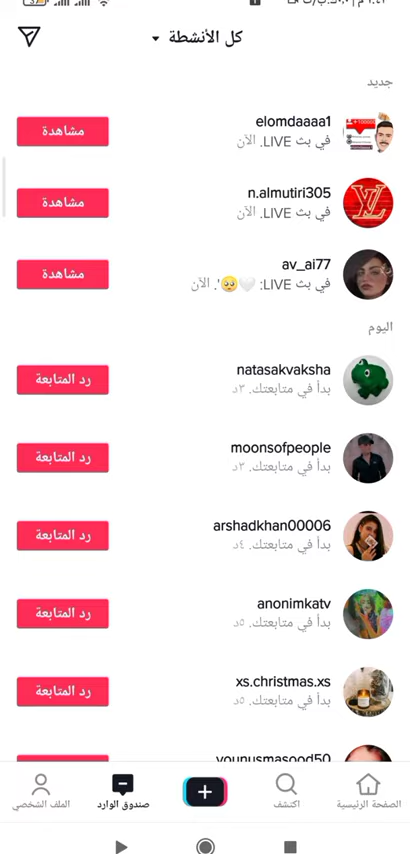 كل الأنشطة
جديد
elomdaaaa1
في بث LIVE. الآن
مشاهدة
n.almutiri305
في بث LIVE. الآن
مشاهدة
av_ai77
في بث LIVE: 🤍🥺'. الآن
مشاهدة
اليوم
natasakvaksha
بدأ في متابعتك. ٣د
رد المتابعة
moonsofpeople
بدأ في متابعتك. ٣د
رد المتابعة
arshadkhan00006
بدأ في متابعتك. ٤د
رد المتابعة
anonimkatv
بدأ في متابعتك. ٥د
رد المتابعة
xs.christmas.xs
بدأ في متابعتك. ٥د
رد المتابعة
younusmasood50
الصفحة الرئيسية
اكتشف
صندوق الوارد
الملف الشخصي